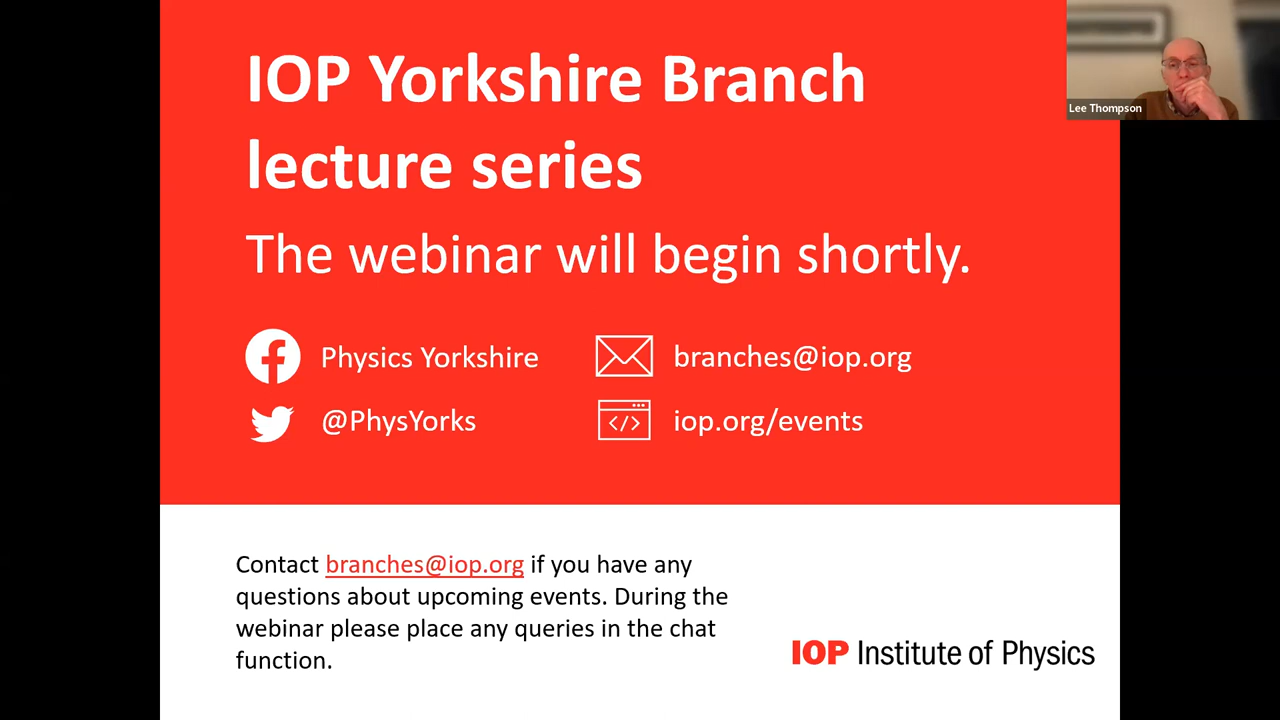 IOP Yorkshire Branch
lecture series
The webinar will begin shortly.
Physics Yorkshire
branches@iop.org
@PhysYorks
iop.org/events
Contact branches@iop.org if you have any
questions about upcoming events. During the
webinar please place any queries in the chat
function.
IOP Institute of Physics
Lee Thompson